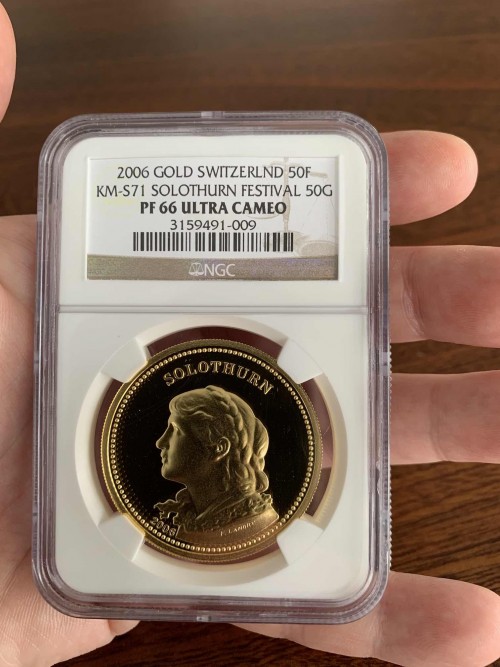 2006 GOLD SWITZERLND 50F
KM-S71 SOLOTHURN FESTIVAL 50G
PF 66 ULTRA CAMEO
3159491-009
NGC
SOLOTHURN
2006